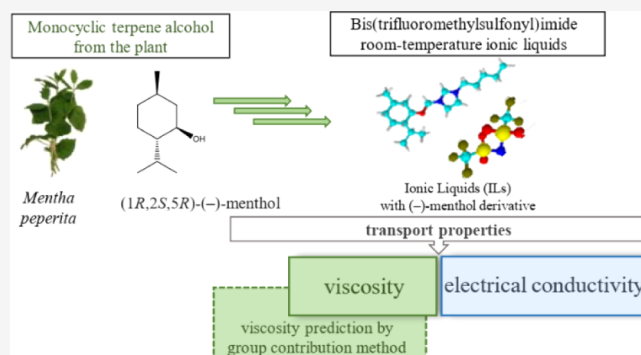 Monocyclic terpene alcohol
from the plant
Bis(trifluoromethylsulfonyl)imide
room-temperature ionic liquids
OH
Mentha
peperita
(1R,2S,5R)-(−)-menthol
Ionic Liquids (ILs)
with (−)-menthol derivative
transport properties
viscosity
electrical conductivity
viscosity prediction by
group contribution method